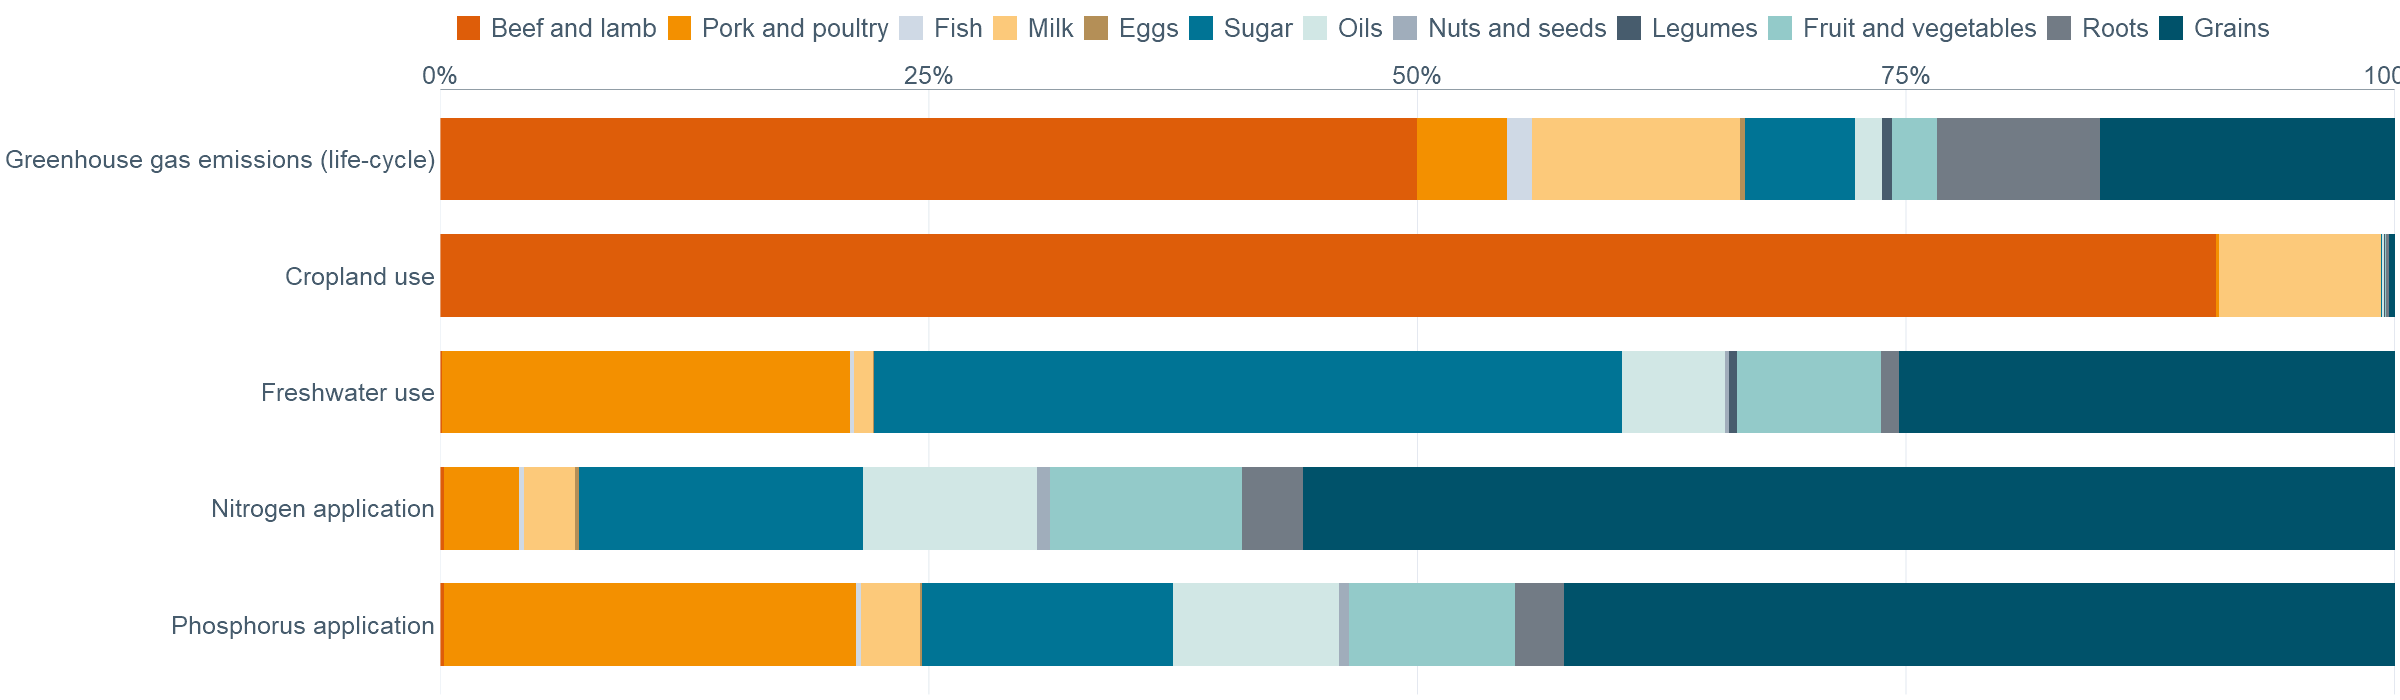 Beef and lamb Pork and poultry Fish Milk Eggs Sugar Oils Nuts and seeds Legumes Fruit and vegetables Roots Grains
0% 25% 50% 75% 100
Greenhouse gas emissions (life-cycle)
Cropland use
Freshwater use
Nitrogen application
Phosphorus application